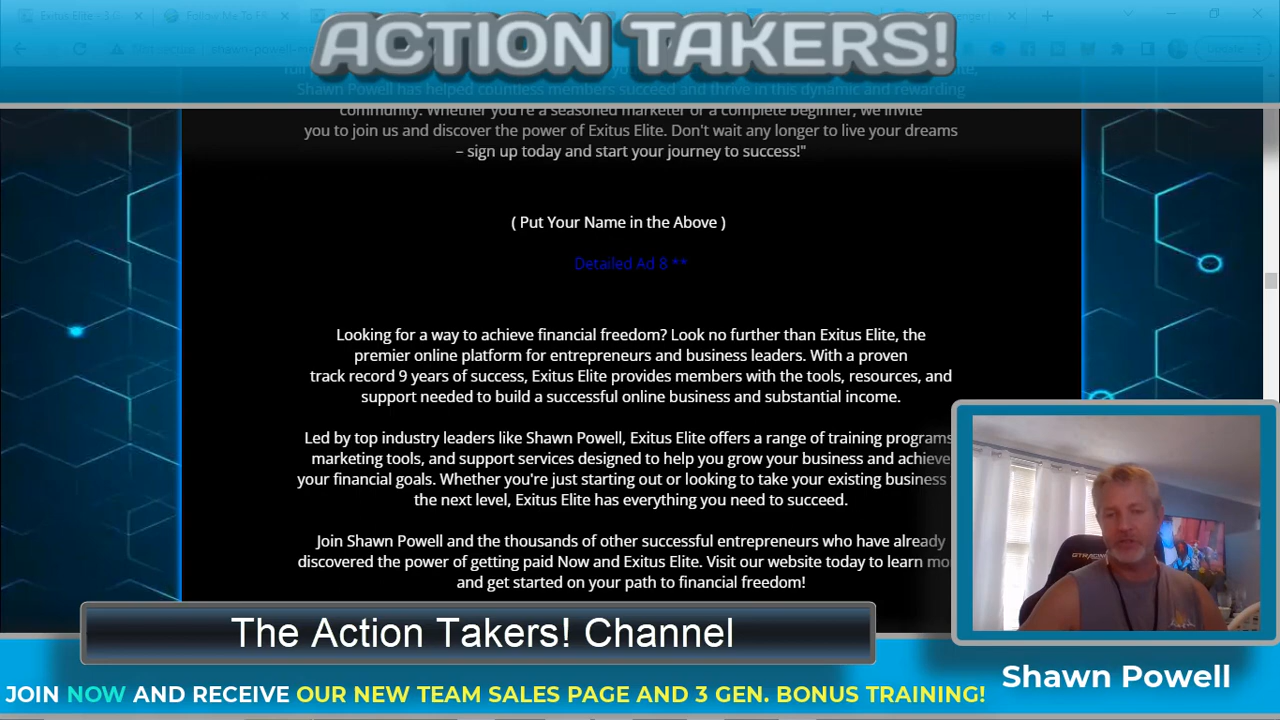 Exitus Elite
Follow Me To
ACTION TAKERS!
Shawn Powell has helped countless members succeed and thrive in this dynamic and rewarding
community. Whether you're a seasoned marketer or a complete beginner, we invite
you to join us and discover the power of Exitus Elite. Don't wait any longer to live your dreams
– sign up today and start your journey to success!"
( Put Your Name in the Above )
Detailed Ad 8 **
Looking for a way to achieve financial freedom? Look no further than Exitus Elite, the
premier online platform for entrepreneurs and business leaders. With a proven
track record 9 years of success, Exitus Elite provides members with the tools, resources, and
support needed to build a successful online business and substantial income.
Led by top industry leaders like Shawn Powell, Exitus Elite offers a range of training programs
marketing tools, and support services designed to help you grow your business and achieve
your financial goals. Whether you're just starting out or looking to take your existing business
the next level, Exitus Elite has everything you need to succeed.
Join Shawn Powell and the thousands of other successful entrepreneurs who have already
discovered the power of getting paid Now and Exitus Elite. Visit our website today to learn mo
and get started on your path to financial freedom!
GTRACING
The Action Takers! Channel
Shawn Powell
JOIN NOW AND RECEIVE OUR NEW TEAM SALES PAGE AND 3 GEN. BONUS TRAINING!